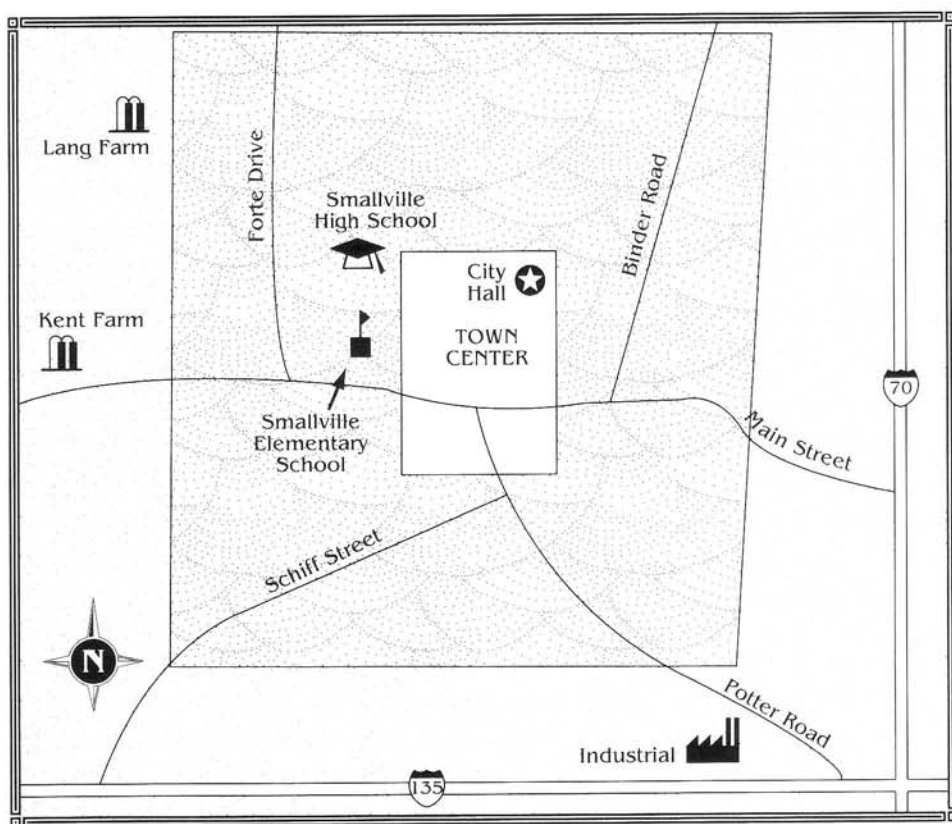 Lang Farm
Forte Drive
Smallville
High School
Binder Road
City
Hall
TOWN
CENTER
Kent Farm
70
Smallville
Elementary
School
Main Street
Schiff Street
N
Potter Road
Industrial
135